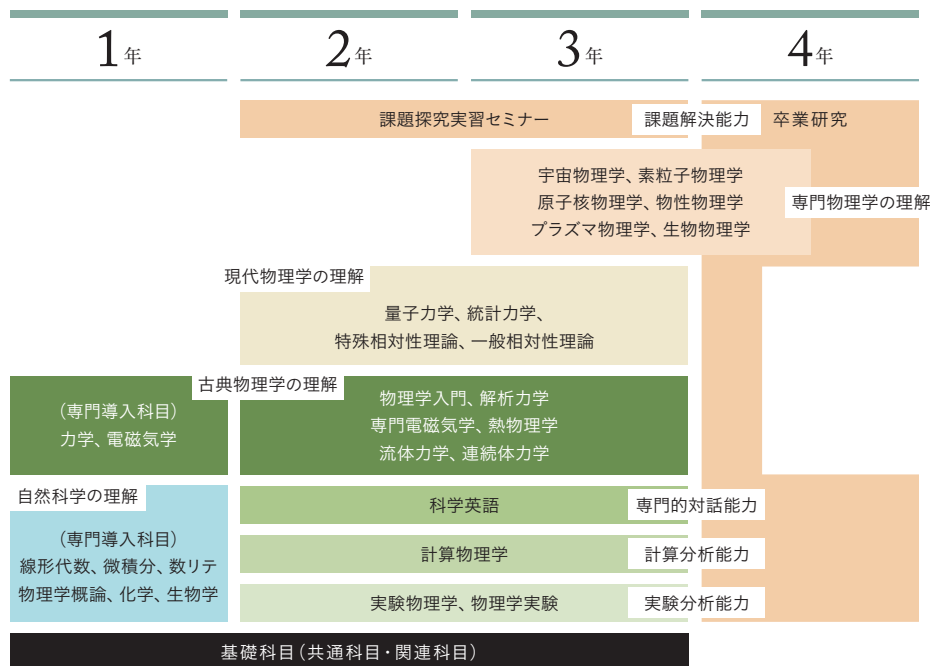 1年
2年
3年
4年
課題探究実習セミナー
課題解決能力
卒業研究
宇宙物理学、素粒子物理学
原子核物理学、物性物理学
プラズマ物理学、生物物理学
専門物理学の理解
現代物理学の理解
量子力学、統計力学、
特殊相対性理論、一般相対性理論
古典物理学の理解
（専門導入科目）
力学、電磁気学
物理学入門、解析力学
専門電磁気学、熱物理学
流体力学、連続体力学
自然科学の理解
（専門導入科目）
線形代数、微積分、数リテ
物理学概論、化学、生物学
科学英語
専門的対話能力
計算物理学
計算分析能力
実験物理学、物理学実験
実験分析能力
基礎科目（共通科目・関連科目）